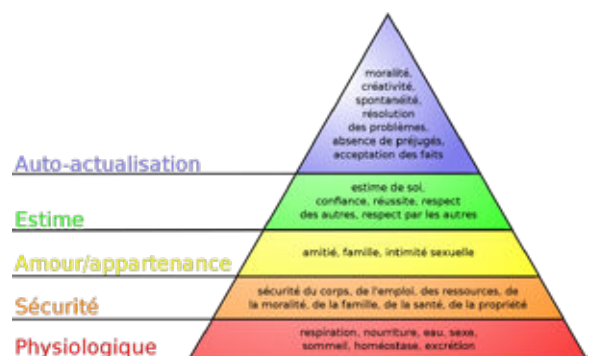 moralité,
créativité,
spontanéité,
résolution
des problèmes,
absence de préjugés,
acceptation des faits
Auto-actualisation
estime de soi,
confiance, réussite, respect
des autres, respect par les autres
Estime
amitié, famille, intimité sexuelle
Amour/appartenance
sécurité du corps, de l'emploi, des ressources, de
la moralité, de la famille, de la santé, de la propriété
Sécurité
respiration, nourriture, eau, sexe,
sommeil, homéostase, excrétion
Physiologique